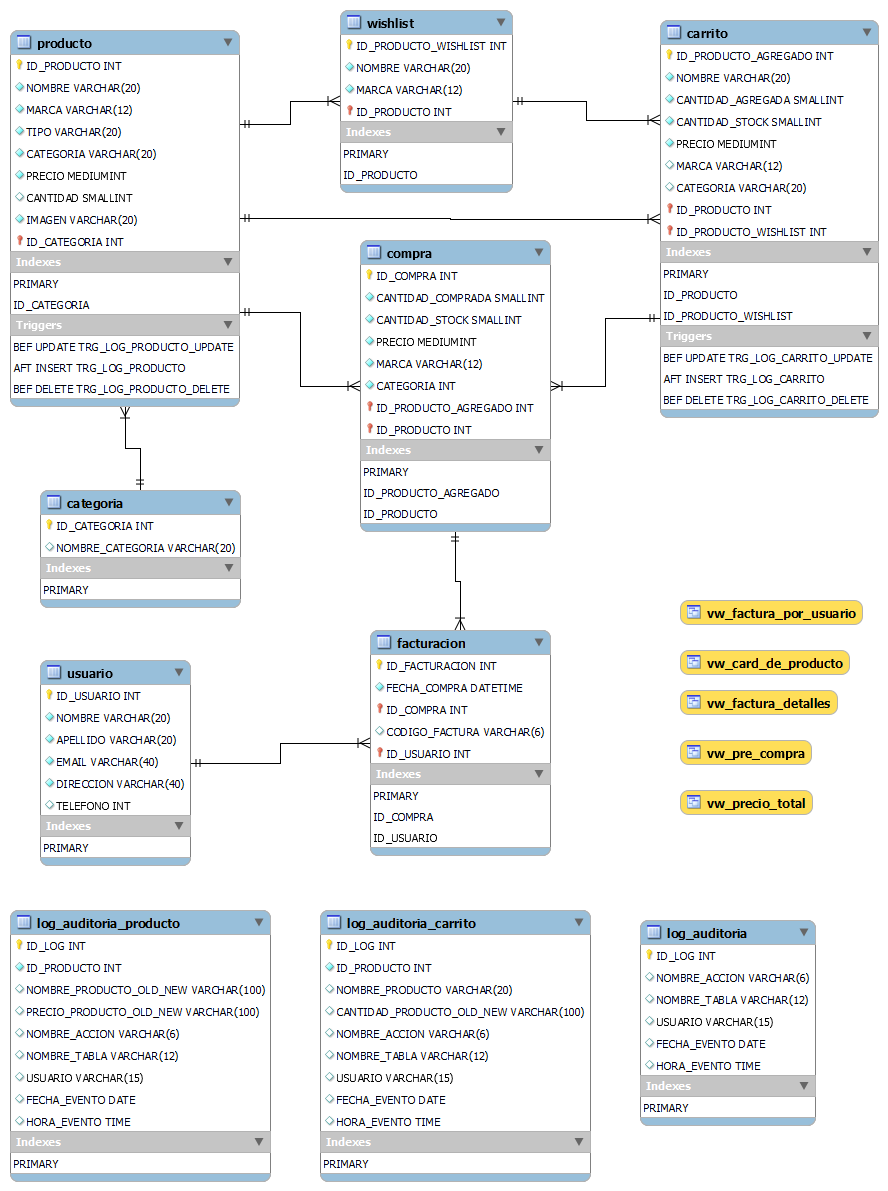 producto
ID_PRODUCTO INT
NOMBRE VARCHAR(20)
MARCA VARCHAR(12)
TIPO VARCHAR(20)
CATEGORIA VARCHAR(20)
PRECIO MEDIUMINT
CANTIDAD SMALLINT
IMAGEN VARCHAR(20)
ID_CATEGORIA INT
Indexes
PRIMARY
ID_CATEGORIA
Triggers
BEF UPDATE TRG_LOG_PRODUCTO_UPDATE
AFT INSERT TRG_LOG_PRODUCTO
BEF DELETE TRG_LOG_PRODUCTO_DELETE
wishlist
ID_PRODUCTO_WISHLIST INT
NOMBRE VARCHAR(20)
MARCA VARCHAR(12)
ID_PRODUCTO INT
Indexes
PRIMARY
ID_PRODUCTO
carrito
ID_PRODUCTO_AGREGADO INT
NOMBRE VARCHAR(20)
CANTIDAD_AGREGADA SMALLINT
CANTIDAD_STOCK SMALLINT
PRECIO MEDIUMINT
MARCA VARCHAR(12)
CATEGORIA VARCHAR(20)
ID_PRODUCTO INT
ID_PRODUCTO_WISHLIST INT
Indexes
PRIMARY
ID_PRODUCTO
ID_PRODUCTO_WISHLIST
Triggers
BEF UPDATE TRG_LOG_CARRITO_UPDATE
AFT INSERT TRG_LOG_CARRITO
BEF DELETE TRG_LOG_CARRITO_DELETE
compra
ID_COMPRA INT
CANTIDAD_COMPRADA SMALLINT
CANTIDAD_STOCK SMALLINT
PRECIO MEDIUMINT
MARCA VARCHAR(12)
CATEGORIA INT
ID_PRODUCTO_AGREGADO INT
ID_PRODUCTO INT
Indexes
PRIMARY
ID_PRODUCTO_AGREGADO
ID_PRODUCTO
categoria
ID_CATEGORIA INT
NOMBRE_CATEGORIA VARCHAR(20)
Indexes
PRIMARY
usuario
ID_USUARIO INT
NOMBRE VARCHAR(20)
APELLIDO VARCHAR(20)
EMAIL VARCHAR(40)
DIRECCION VARCHAR(40)
TELEFONO INT
Indexes
PRIMARY
facturacion
ID_FACTURACION INT
FECHA_COMPRA DATETIME
ID_COMPRA INT
CODIGO_FACTURA VARCHAR(6)
ID_USUARIO INT
Indexes
PRIMARY
ID_COMPRA
ID_USUARIO
vw_factura_por_usuario
vw_card_de_producto
vw_factura_detalles
vw_pre_compra
vw_precio_total
log_auditoria_producto
ID_LOG INT
ID_PRODUCTO INT
NOMBRE_PRODUCTO_OLD_NEW VARCHAR(100)
PRECIO_PRODUCTO_OLD_NEW VARCHAR(100)
NOMBRE_ACCION VARCHAR(6)
NOMBRE_TABLA VARCHAR(12)
USUARIO VARCHAR(15)
FECHA_EVENTO DATE
HORA_EVENTO TIME
Indexes
PRIMARY
log_auditoria_carrito
ID_LOG INT
ID_PRODUCTO INT
NOMBRE_PRODUCTO VARCHAR(20)
CANTIDAD_PRODUCTO_OLD_NEW VARCHAR(100)
NOMBRE_ACCION VARCHAR(6)
NOMBRE_TABLA VARCHAR(12)
USUARIO VARCHAR(15)
FECHA_EVENTO DATE
HORA_EVENTO TIME
Indexes
PRIMARY
log_auditoria
ID_LOG INT
NOMBRE_ACCION VARCHAR(6)
NOMBRE_TABLA VARCHAR(12)
USUARIO VARCHAR(15)
FECHA_EVENTO DATE
HORA_EVENTO TIME
Indexes
PRIMARY